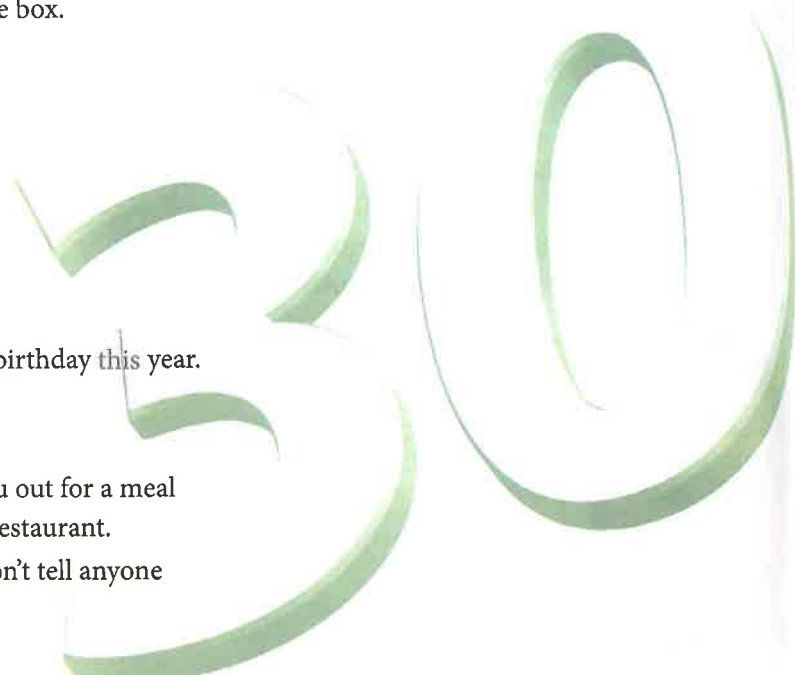 e box.
30
birthday this year.
u out for a meal
estaurant.
on't tell anyone